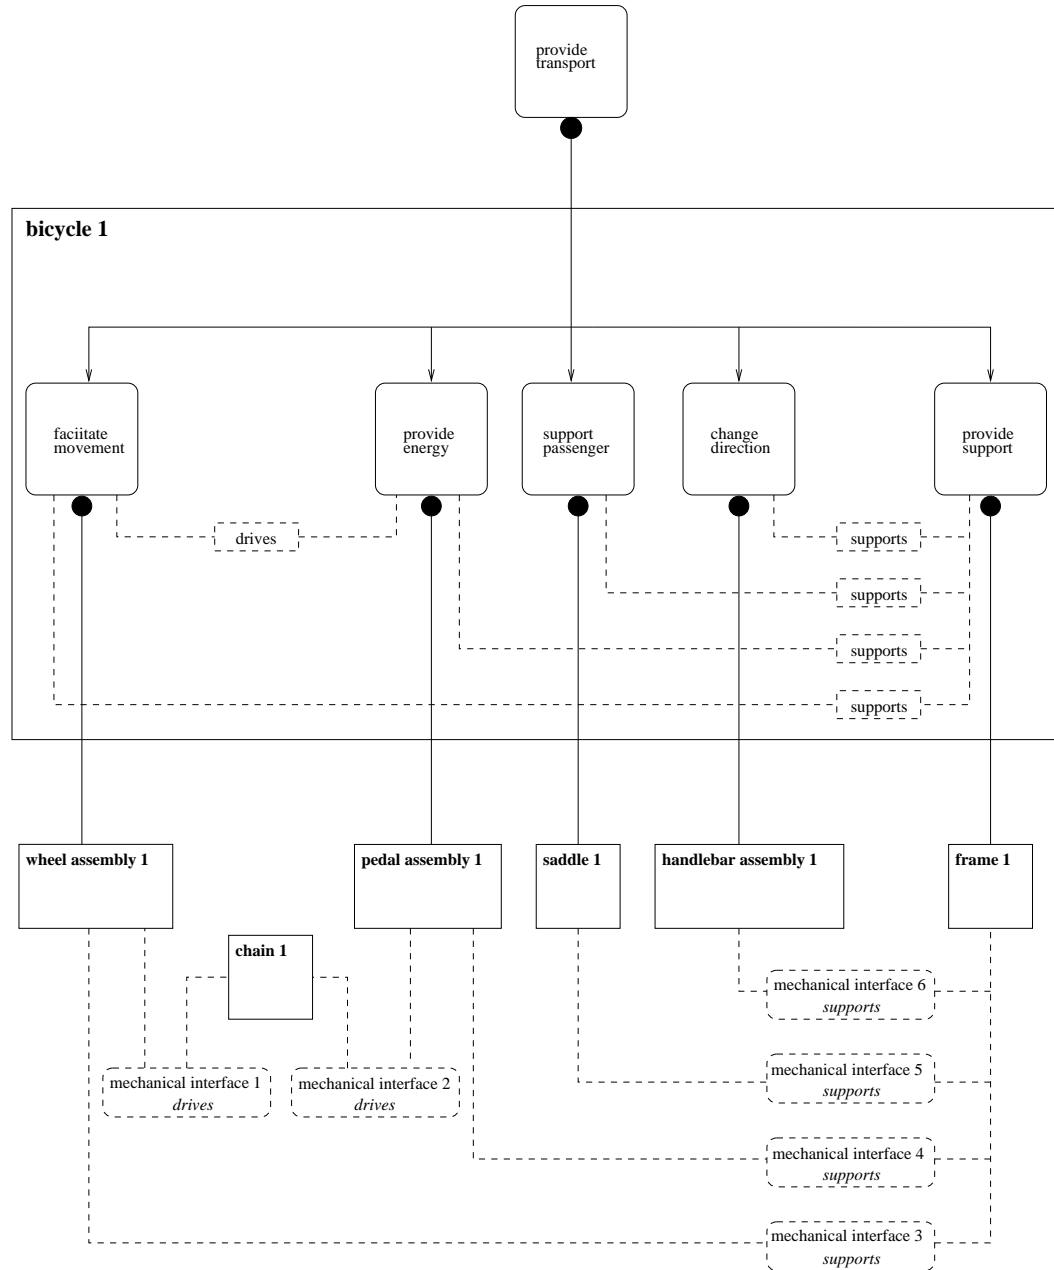 provide
transport
bicycle 1
faciitate
movement
provide
energy
support
passenger
change
direction
provide
support
drives
supports
supports
supports
supports
wheel assembly 1
pedal assembly 1
saddle 1
handlebar assembly 1
frame 1
chain 1
mechanical interface 6
supports
mechanical interface 1
drives
mechanical interface 2
drives
mechanical interface 5
supports
mechanical interface 4
supports
mechanical interface 3
supports